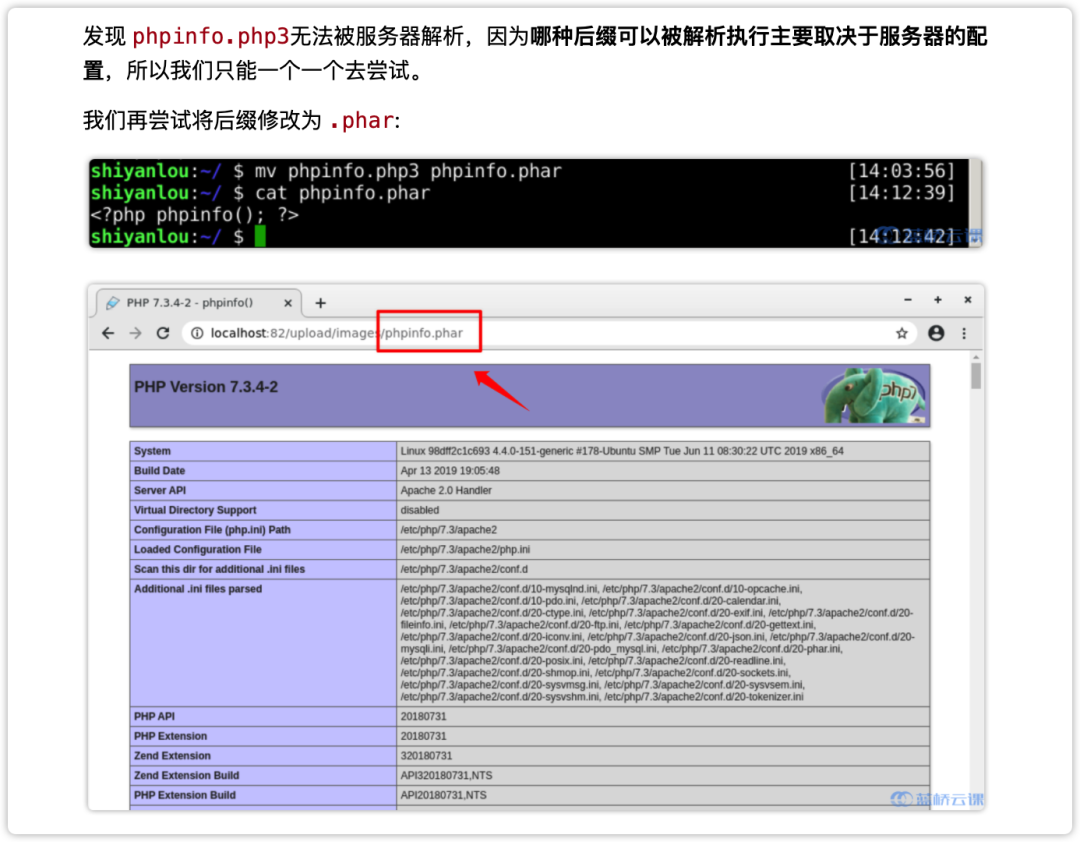 发现 phpinfo.php3无法被服务器解析，因为哪种后缀可以被解析执行主要取决于服务器的配
置，所以我们只能一个一个去尝试。
我们再尝试将后缀修改为 .phar:
shiyanlou:~/ $ mv phpinfo.php3 phpinfo.phar [14:03:56]
shiyanlou:~/ $ cat phpinfo.phar [14:12:39]
<?php phpinfo(); ?>
shiyanlou:~/ $ [14:12:42]
PHP 7.3.4-2 - phpinfo()
localhost:82/upload/images/phpinfo.phar
PHP Version 7.3.4-2
php
System Linux 98dff2c1c693 4.4.0-151-generic #178-Ubuntu SMP Tue Jun 11 08:30:22 UTC 2019 x86_64
Build Date Apr 13 2019 19:05:48
Server API Apache 2.0 Handler
Virtual Directory Support disabled
Configuration File (php.ini) Path /etc/php/7.3/apache2
Loaded Configuration File /etc/php/7.3/apache2/php.ini
Scan this dir for additional .ini files /etc/php/7.3/apache2/conf.d
Additional .ini files parsed /etc/php/7.3/apache2/conf.d/10-mysqlnd.ini, /etc/php/7.3/apache2/conf.d/10-opcache.ini,
/etc/php/7.3/apache2/conf.d/10-pdo.ini, /etc/php/7.3/apache2/conf.d/20-calendar.ini,
/etc/php/7.3/apache2/conf.d/20-ctype.ini, /etc/php/7.3/apache2/conf.d/20-exif.ini, /etc/php/7.3/apache2/conf.d/20-
fileinfo.ini, /etc/php/7.3/apache2/conf.d/20-ftp.ini, /etc/php/7.3/apache2/conf.d/20-gettext.ini,
/etc/php/7.3/apache2/conf.d/20-iconv.ini, /etc/php/7.3/apache2/conf.d/20-json.ini, /etc/php/7.3/apache2/conf.d/20-
mysqli.ini, /etc/php/7.3/apache2/conf.d/20-pdo_mysql.ini, /etc/php/7.3/apache2/conf.d/20-phar.ini,
/etc/php/7.3/apache2/conf.d/20-posix.ini, /etc/php/7.3/apache2/conf.d/20-readline.ini,
/etc/php/7.3/apache2/conf.d/20-shmop.ini, /etc/php/7.3/apache2/conf.d/20-sockets.ini,
/etc/php/7.3/apache2/conf.d/20-sysvmsg.ini, /etc/php/7.3/apache2/conf.d/20-sysvsem.ini,
/etc/php/7.3/apache2/conf.d/20-sysvshm.ini, /etc/php/7.3/apache2/conf.d/20-tokenizer.ini
PHP API 20180731
PHP Extension 20180731
Zend Extension 320180731
Zend Extension Build API320180731,NTS
PHP Extension Build API20180731,NTS
蓝桥云课